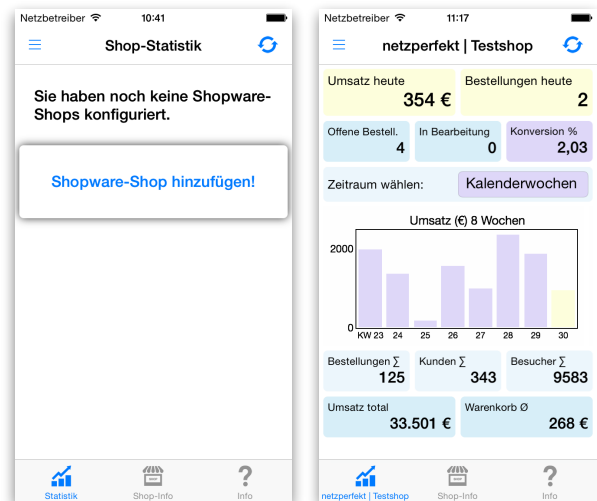 Netzbetreiber 10:41
Shop-Statistik
Sie haben noch keine Shopware-
Shops konfiguriert.
Shopware-Shop hinzufügen!
Statistik Shop-Info Info
Netzbetreiber 11:17
netzperfekt | Testshop
Umsatz heute Bestellungen heute
354 € 2
Offene Bestell. In Bearbeitung Konversion %
4 0 2,03
Zeitraum wählen: Kalenderwochen
Umsatz (€) 8 Wochen
2000
0
KW 23 24 25 26 27 28 29 30
Bestellungen ∑ Kunden ∑ Besucher ∑
125 343 9583
Umsatz total Warenkorb Ø
33.501 € 268 €
netzperfekt | Testshop Shop-Info Info